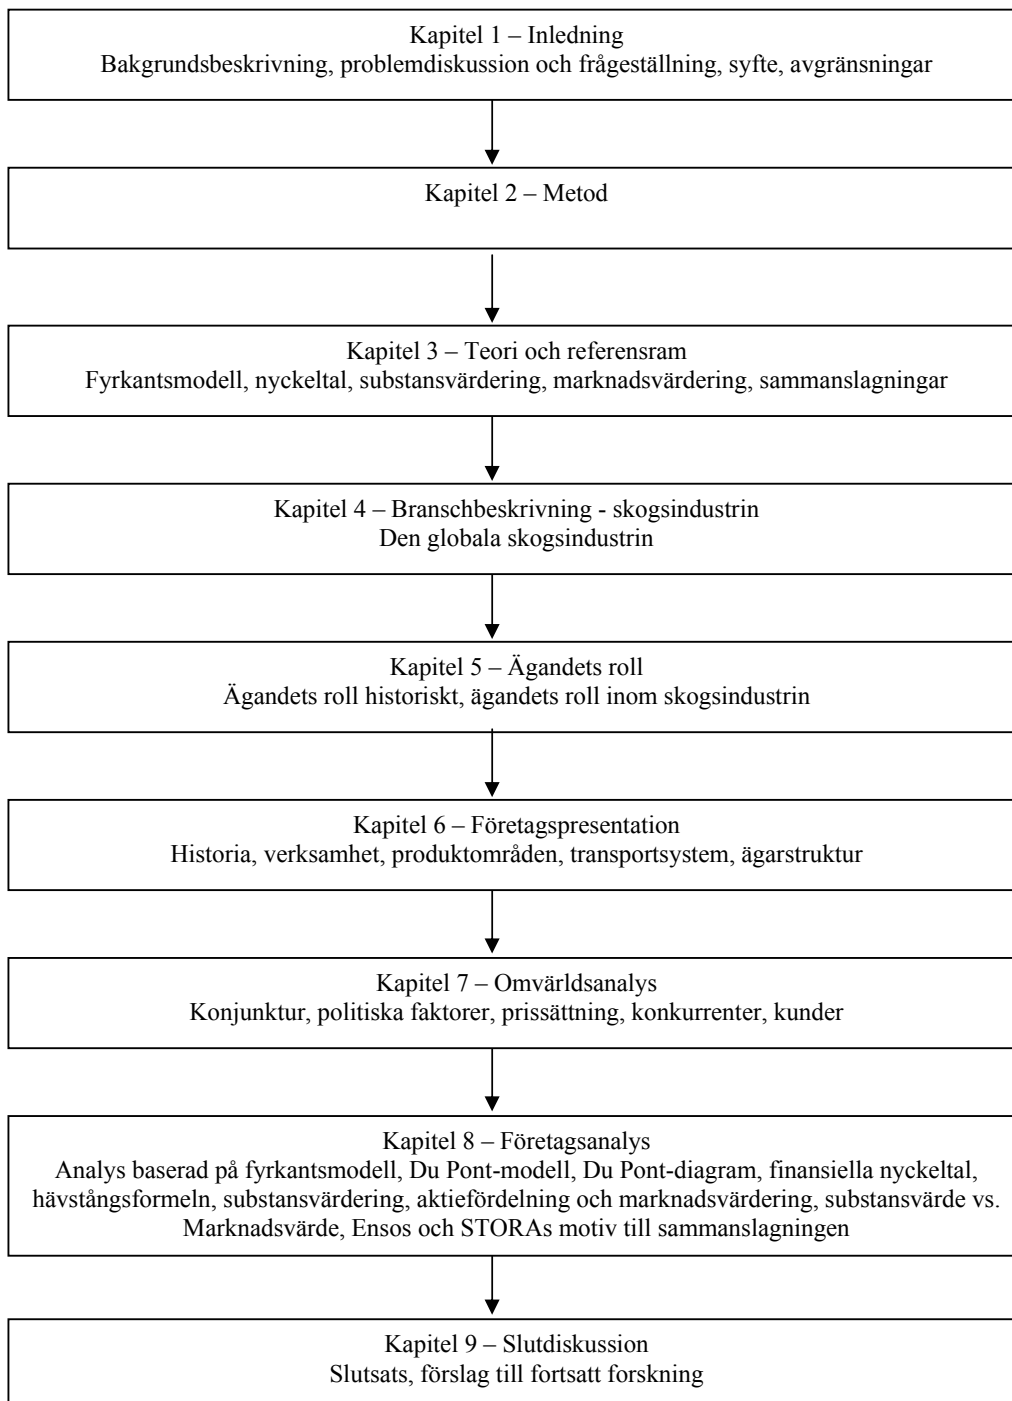 Kapitel 1 – Inledning
Bakgrundsbeskrivning, problemdiskussion och frågeställning, syfte, avgränsningar
Kapitel 2 – Metod
Kapitel 3 – Teori och referensram
Fyrkantsmodell, nyckeltal, substansvärdering, marknadsvärdering, sammanslagningar
Kapitel 4 – Branschbeskrivning - skogsindustrin
Den globala skogsindustrin
Kapitel 5 – Ägandets roll
Ägandets roll historiskt, ägandets roll inom skogsindustrin
Kapitel 6 – Företagspresentation
Historia, verksamhet, produktområden, transportsystem, ägarstruktur
Kapitel 7 – Omvärldsanalys
Konjunktur, politiska faktorer, prissättning, konkurrenter, kunder
Kapitel 8 – Företagsanalys
Analys baserad på fyrkantsmodell, Du Pont-modell, Du Pont-diagram, finansiella nyckeltal,
hävstångsformeln, substansvärdering, aktiefördelning och marknadsvärdering, substansvärde vs.
Marknadsvärde, Ensos och STORAs motiv till sammanslagningen
Kapitel 9 – Slutdiskussion
Slutsats, förslag till fortsatt forskning